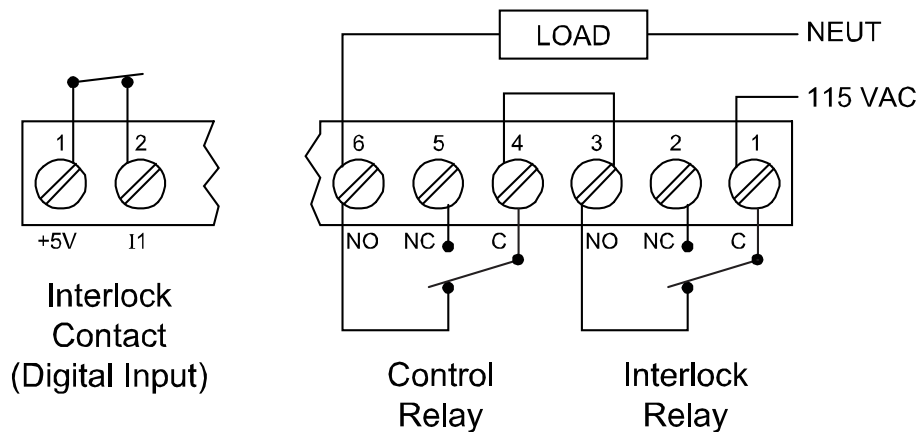 LOAD
NEUT
115 VAC
1 2
6 5 4 3 2 1
+5V I1
NO NC C NO NC C
Interlock
Contact
(Digital Input)
Control
Relay
Interlock
Relay